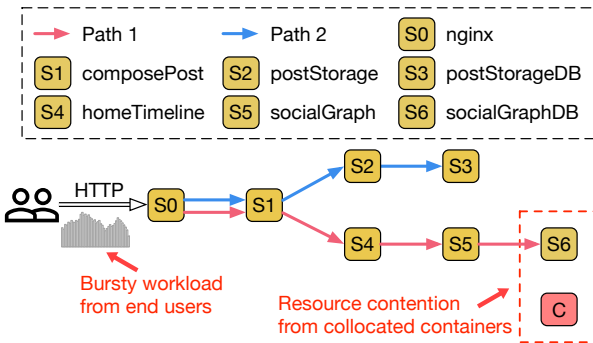 Path 1 Path 2 S0 nginx
S1 composePost S2 postStorage S3 postStorageDB
S4 homeTimeline S5 socialGraph S6 socialGraphDB
HTTP
S0 S1 S2 S3
S4 S5 S6
Bursty workload
from end users
Resource contention
from collocated containers
C